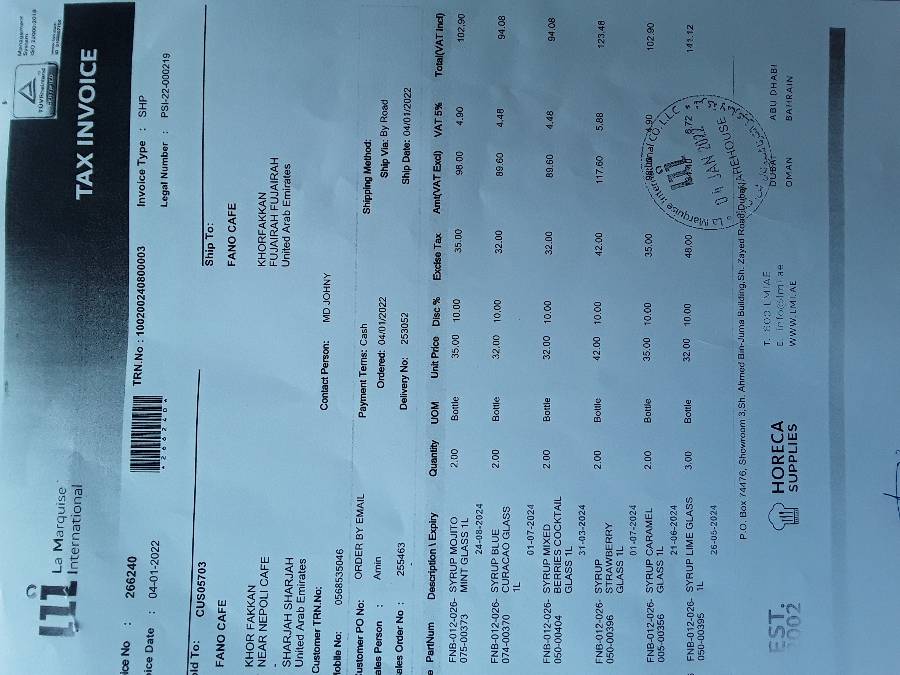 La Marquise
International
TAX INVOICE
Management
System
ISO 22000:2018
TÜVRheinland
CERTIFIED
ice No : 266240
*266240*
TRN.No : 100200240800003
Invoice Type : SHP
oice Date : 04-01-2022
Legal Number : PSI-22-000219
ld To: CUS05703
Ship To:
FANO CAFE
FANO CAFE
KHOR FAKKAN
KHORFAKKAN
NEAR NEPOLI CAFE
FUJAIRAH FUJAIRAH
United Arab Emirates
SHARJAH SHARJAH
United Arab Emirates
Customer TRN.No:
Contact Person: MD JOHNY
obile No: 0568535046
ustomer PO No: ORDER BY EMAIL
Payment Terms: Cash
Shipping Method:
ales Person : Amin
Ordered: 04/01/2022
Ship Via: By Road
ales Order No : 255463
Delivery No: 253052
Ship Date: 04/01/2022
e PartNum Description \ Expiry Quantity UOM Unit Price Disc % Excise Tax Amt(VAT Excl) VAT 5% Total(VAT Incl)
FNB-012-026- SYRUP MOJITO 2.00 Bottle 35.00 10.00 35.00 98.00 4.90 102.90
075-00373 MINT GLASS 1L
24-08-2024
FNB-012-026- SYRUP BLUE 2.00 Bottle 32.00 10.00 32.00 89.60 4.48 94.08
074-00370 CURACAO GLASS
1L
01-07-2024
FNB-012-026- SYRUP MIXED 2.00 Bottle 32.00 10.00 32.00 89.60 4.48 94.08
050-00404 BERRIES COCKTAIL
GLASS 1L
31-03-2024
FNB-012-026- SYRUP 2.00 Bottle 42.00 10.00 42.00 117.60 5.88 123.48
050-00396 STRAWBERRY
GLASS 1L
01-07-2024
FNB-012-026- SYRUP CARAMEL 2.00 Bottle 35.00 10.00 35.00 4.90 102.90
005-00356 GLASS 1L
21-06-2024
FNB-012-026- SYRUP LIME GLASS 3.00 Bottle 32.00 10.00 48.00 6.72 141.12
050-00395 1L
26-05-2024
La Marquise International CO. L.L.C
04 JAN 2022
WAREHOUSE
P.O. Box 74476, Showroom 3,Sh. Ahmed Bin-Juma Building,Sh. Zayed Road,Dubai
EST.
2002
HORECA
SUPPLIES
T. 800 LMIAE
E. info@lmi.ae
WWW.LMI.AE
DUBAI
OMAN
ABU DHABI
BAHRAIN